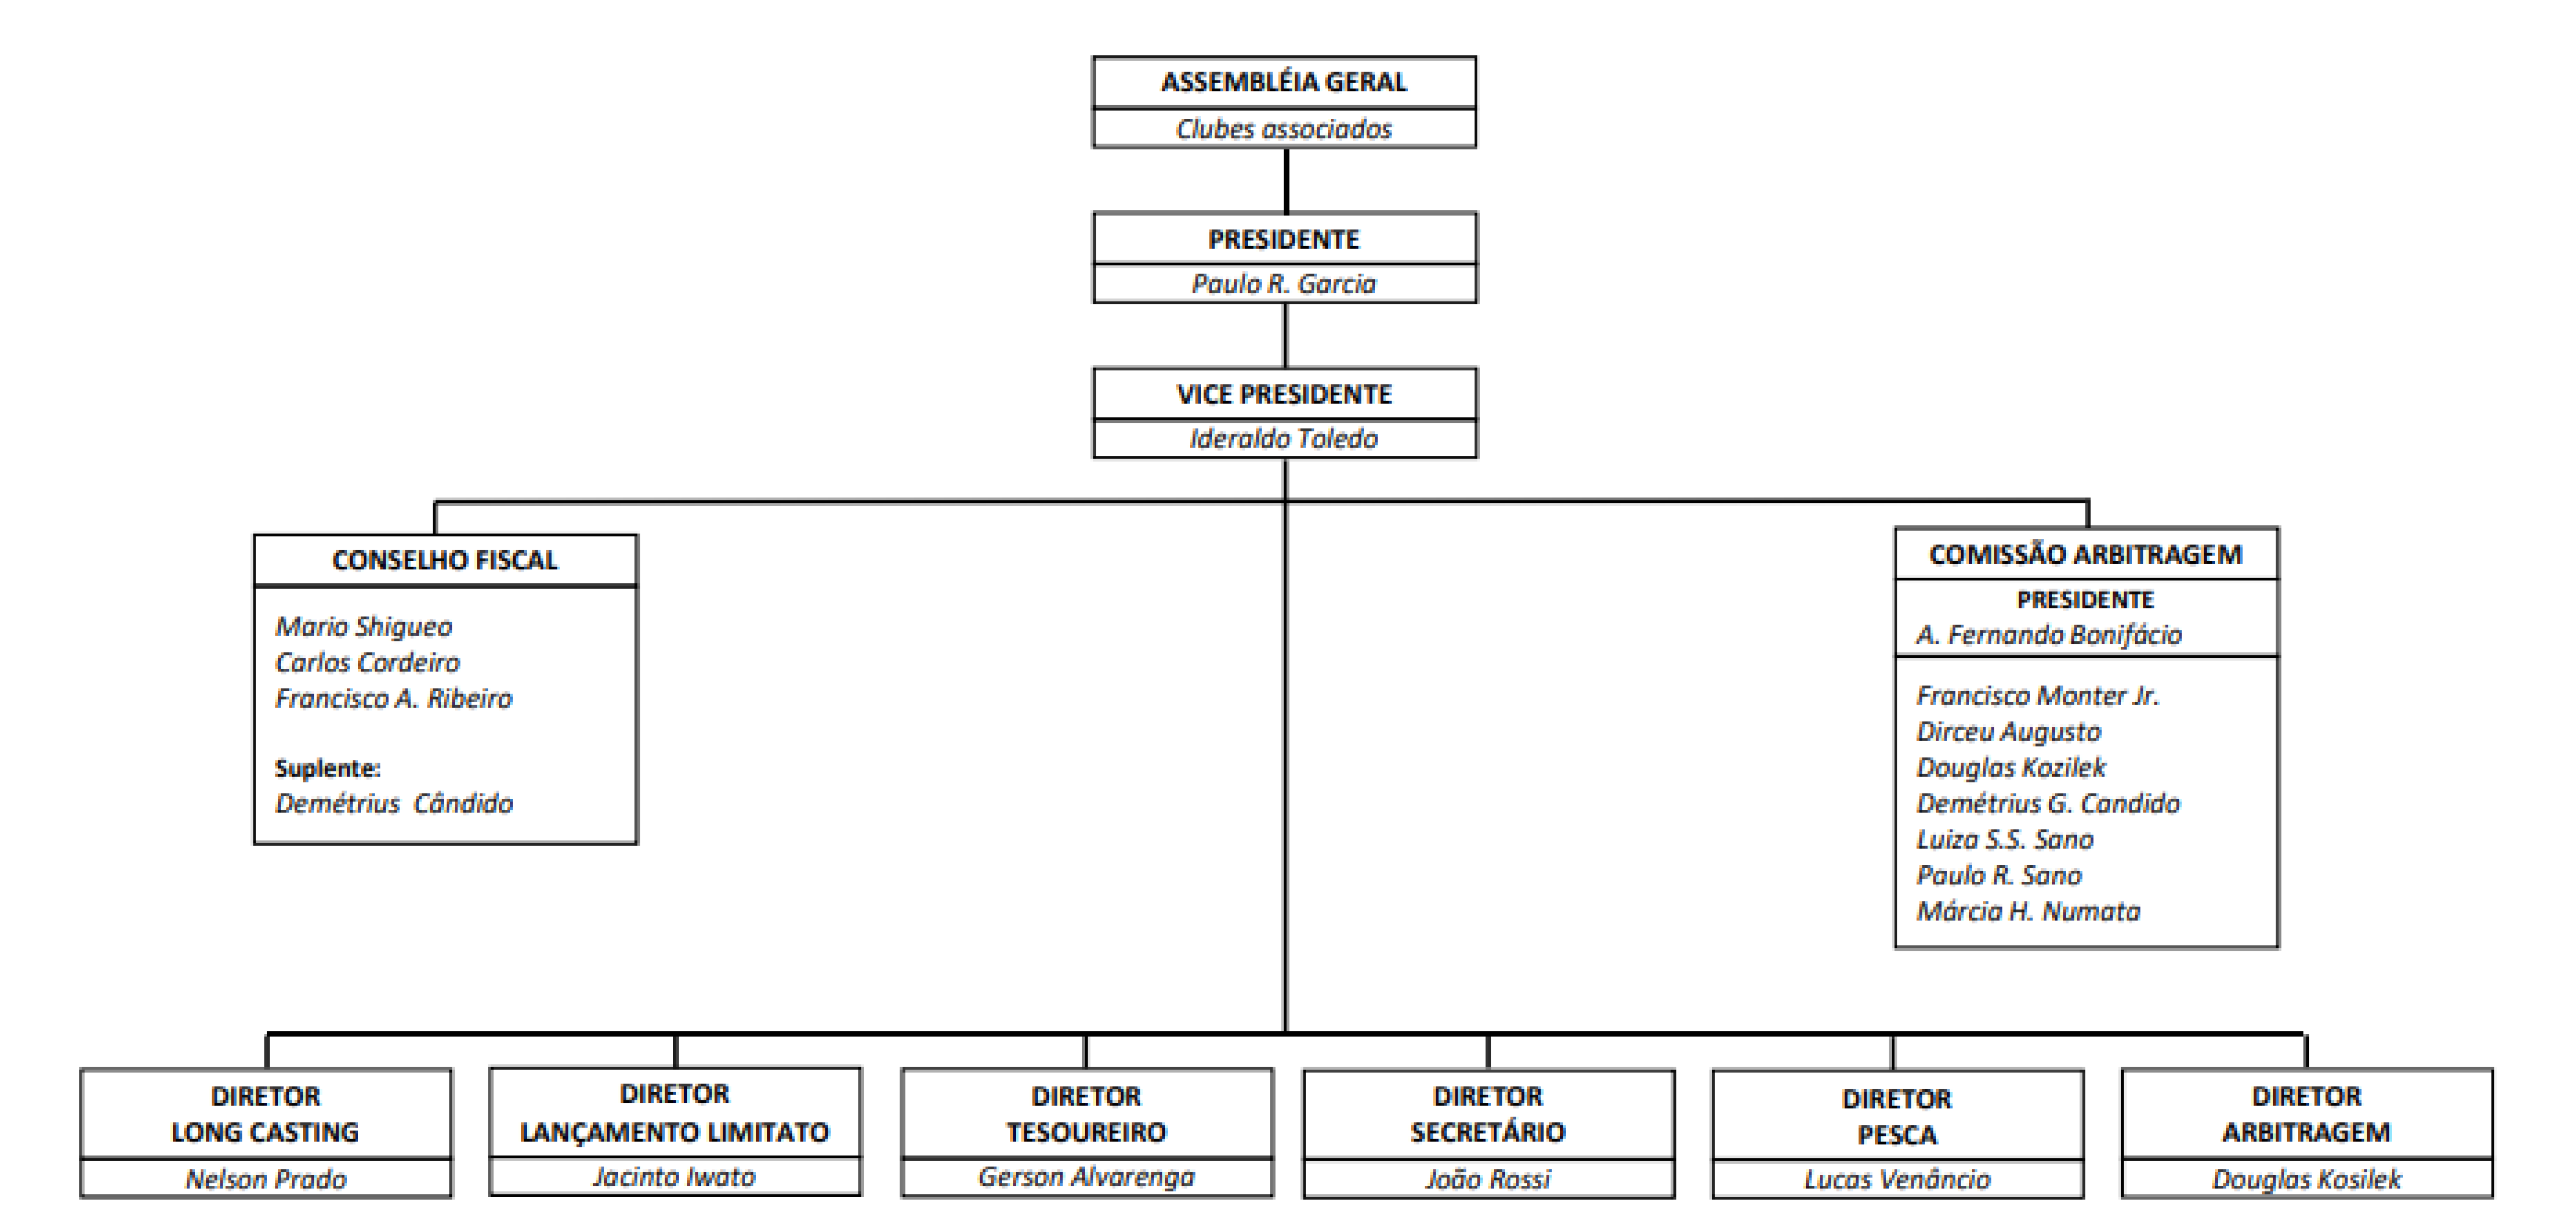 ASSEMBLÉIA GERAL
Clubes associados
PRESIDENTE
Paulo R. Garcia
VICE PRESIDENTE
Ideraldo Toledo
CONSELHO FISCAL
Mario Shigueo
Carlos Cordeiro
Francisco A. Ribeiro
Suplente:
Demétrius Cândido
COMISSÃO ARBITRAGEM
PRESIDENTE
A. Fernando Bonifácio
Francisco Monter Jr.
Dirceu Augusto
Douglas Kozilek
Demétrius G. Candido
Luiza S.S. Sano
Paulo R. Sano
Márcia H. Numata
DIRETOR
LONG CASTING
Nelson Prado
DIRETOR
LANÇAMENTO LIMITATO
Jacinto Iwato
DIRETOR
TESOUREIRO
Gerson Alvarenga
DIRETOR
SECRETÁRIO
João Rossi
DIRETOR
PESCA
Lucas Venâncio
DIRETOR
ARBITRAGEM
Douglas Kosilek